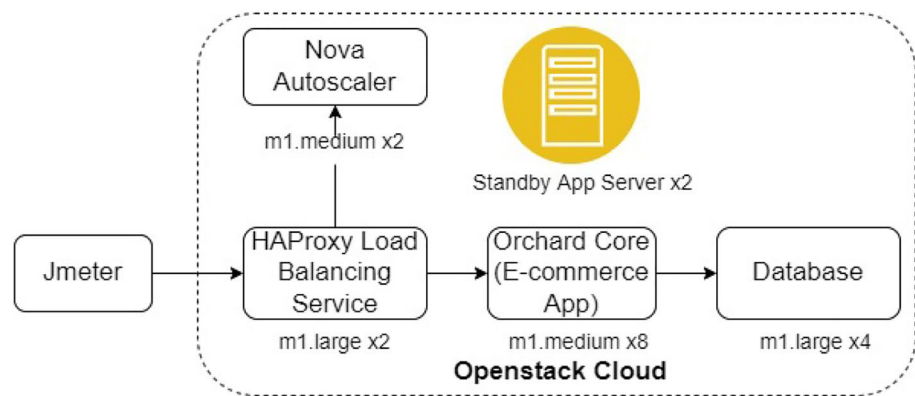 Nova
Autoscaler
m1.medium x2
Standby App Server x2
Jmeter
HAProxy Load
Balancing
Service
m1.large x2
Orchard Core
(E-commerce
App)
m1.medium x8
Database
m1.large x4
Openstack Cloud